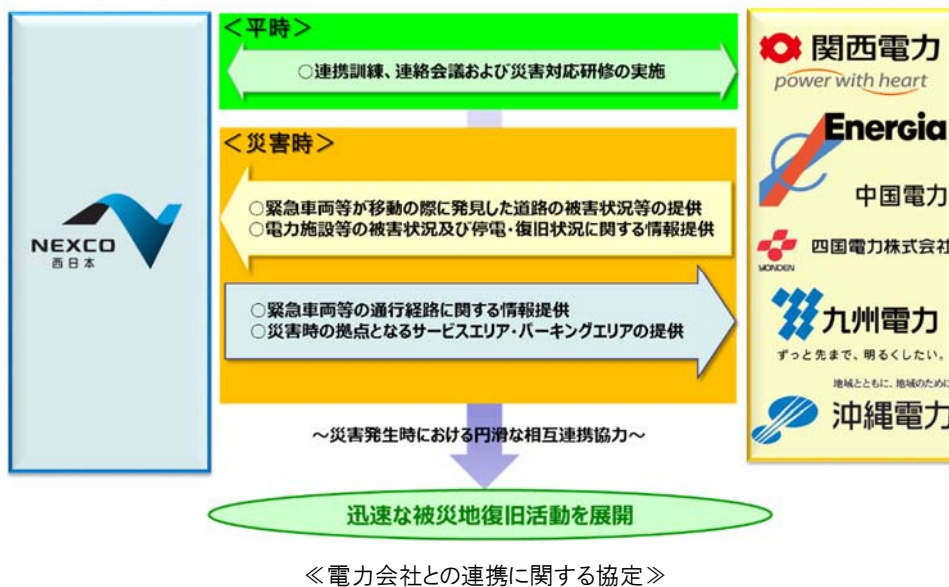 <平時>
○連携訓練、連絡会議および災害対応研修の実施
<災害時>
○緊急車両等が移動の際に発見した道路の被害状況等の提供
○電力施設等の被害状況及び停電・復旧状況に関する情報提供
○緊急車両等の通行経路に関する情報提供
○災害時の拠点となるサービスエリア・パーキングエリアの提供
NEXCO
西日本
関西電力
power with heart
Energia
中国電力
YONDEN
四国電力株式会社
九州電力
ずっと先まで、明るくしたい。
地域とともに、地域のために
沖縄電力
～災害発生時における円滑な相互連携協力～
迅速な被災地復旧活動を展開
≪電力会社との連携に関する協定≫